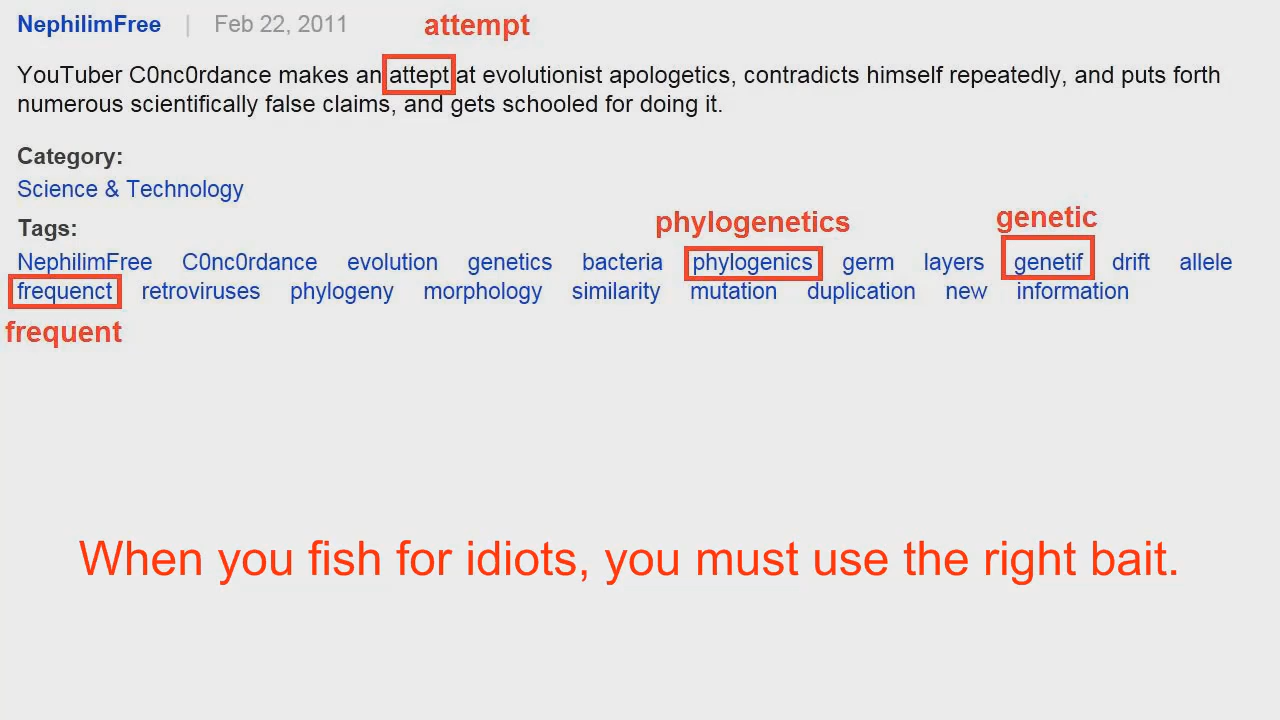 NephilimFree | Feb 22, 2011 attempt
YouTuber C0nc0rdance makes an attept at evolutionist apologetics, contradicts himself repeatedly, and puts forth
numerous scientifically false claims, and gets schooled for doing it.
Category:
Science & Technology
phylogenetics genetic
Tags:
NephilimFree C0nc0rdance evolution genetics bacteria phylogenics germ layers genetif drift allele
frequenct retroviruses phylogeny morphology similarity mutation duplication new information
frequent
When you fish for idiots, you must use the right bait.